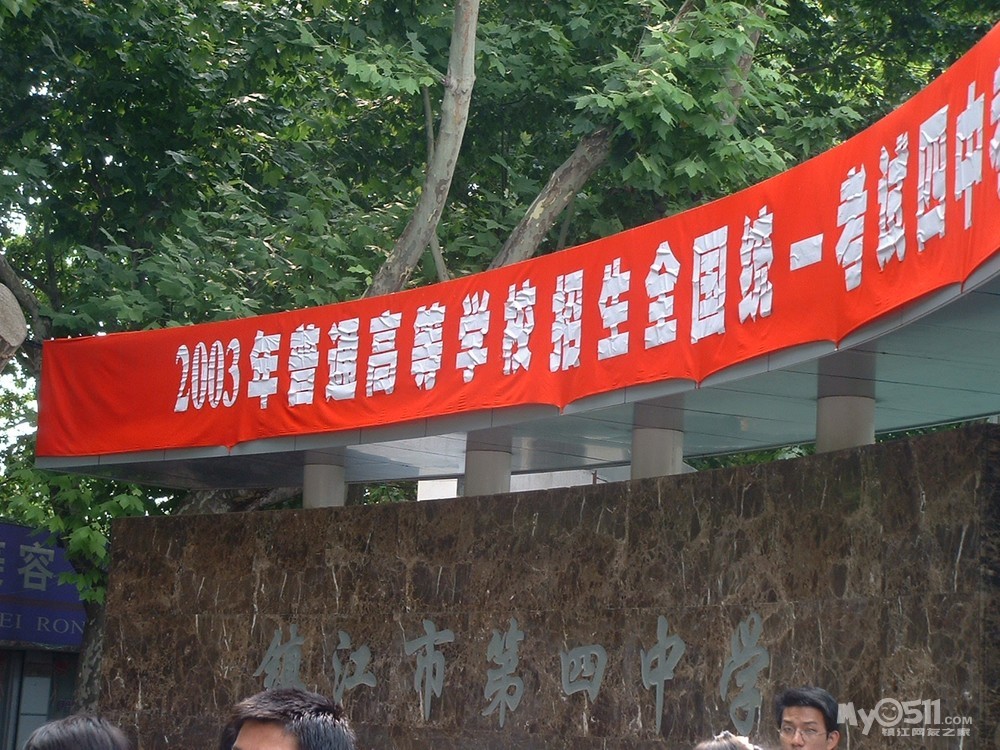 2003年普通高等学校招生全国统一考试四中考
镇江市第四中学
容
EI RON
My0511.COM
镇江网友之家